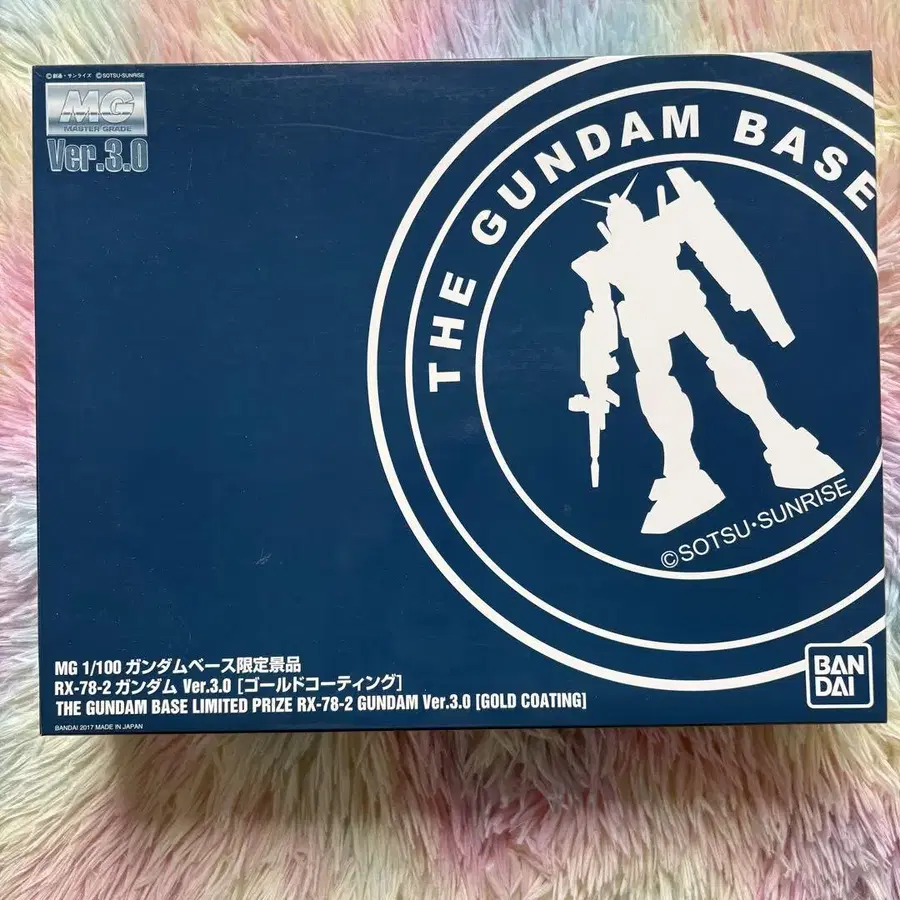 ©創通・サンライズ ©SOTSU・SUNRISE
MG
MASTER GRADE
Ver.3.0
THE GUNDAM BASE
©SOTSU・SUNRISE
MG 1/100 ガンダムベース限定景品
RX-78-2 ガンダム Ver.3.0 [ゴールドコーティング]
THE GUNDAM BASE LIMITED PRIZE RX-78-2 GUNDAM Ver.3.0 [GOLD COATING]
BANDAI 2017 MADE IN JAPAN
BAN
DAI